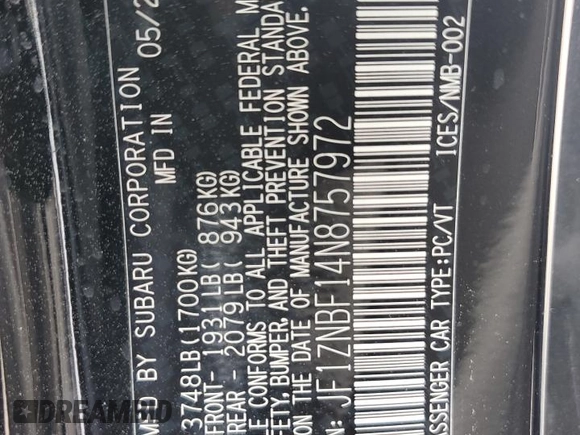 MFD BY SUBARU CORPORATION 05/2
MFD IN
3748LB(1700KG)
FRONT- 1931LB( 876KG)
REAR - 2079LB( 943KG)
E CONFORMS TO ALL APPLICABLE FEDERAL M
FETY, BUMPER, AND THEFT PREVENTION STANDA
ON THE DATE OF MANUFACTURE SHOWN ABOVE.
N: JF1ZNBF14N8757972
ASSENGER CAR TYPE:PC/VT ICES/NMB-002
DREAMBID